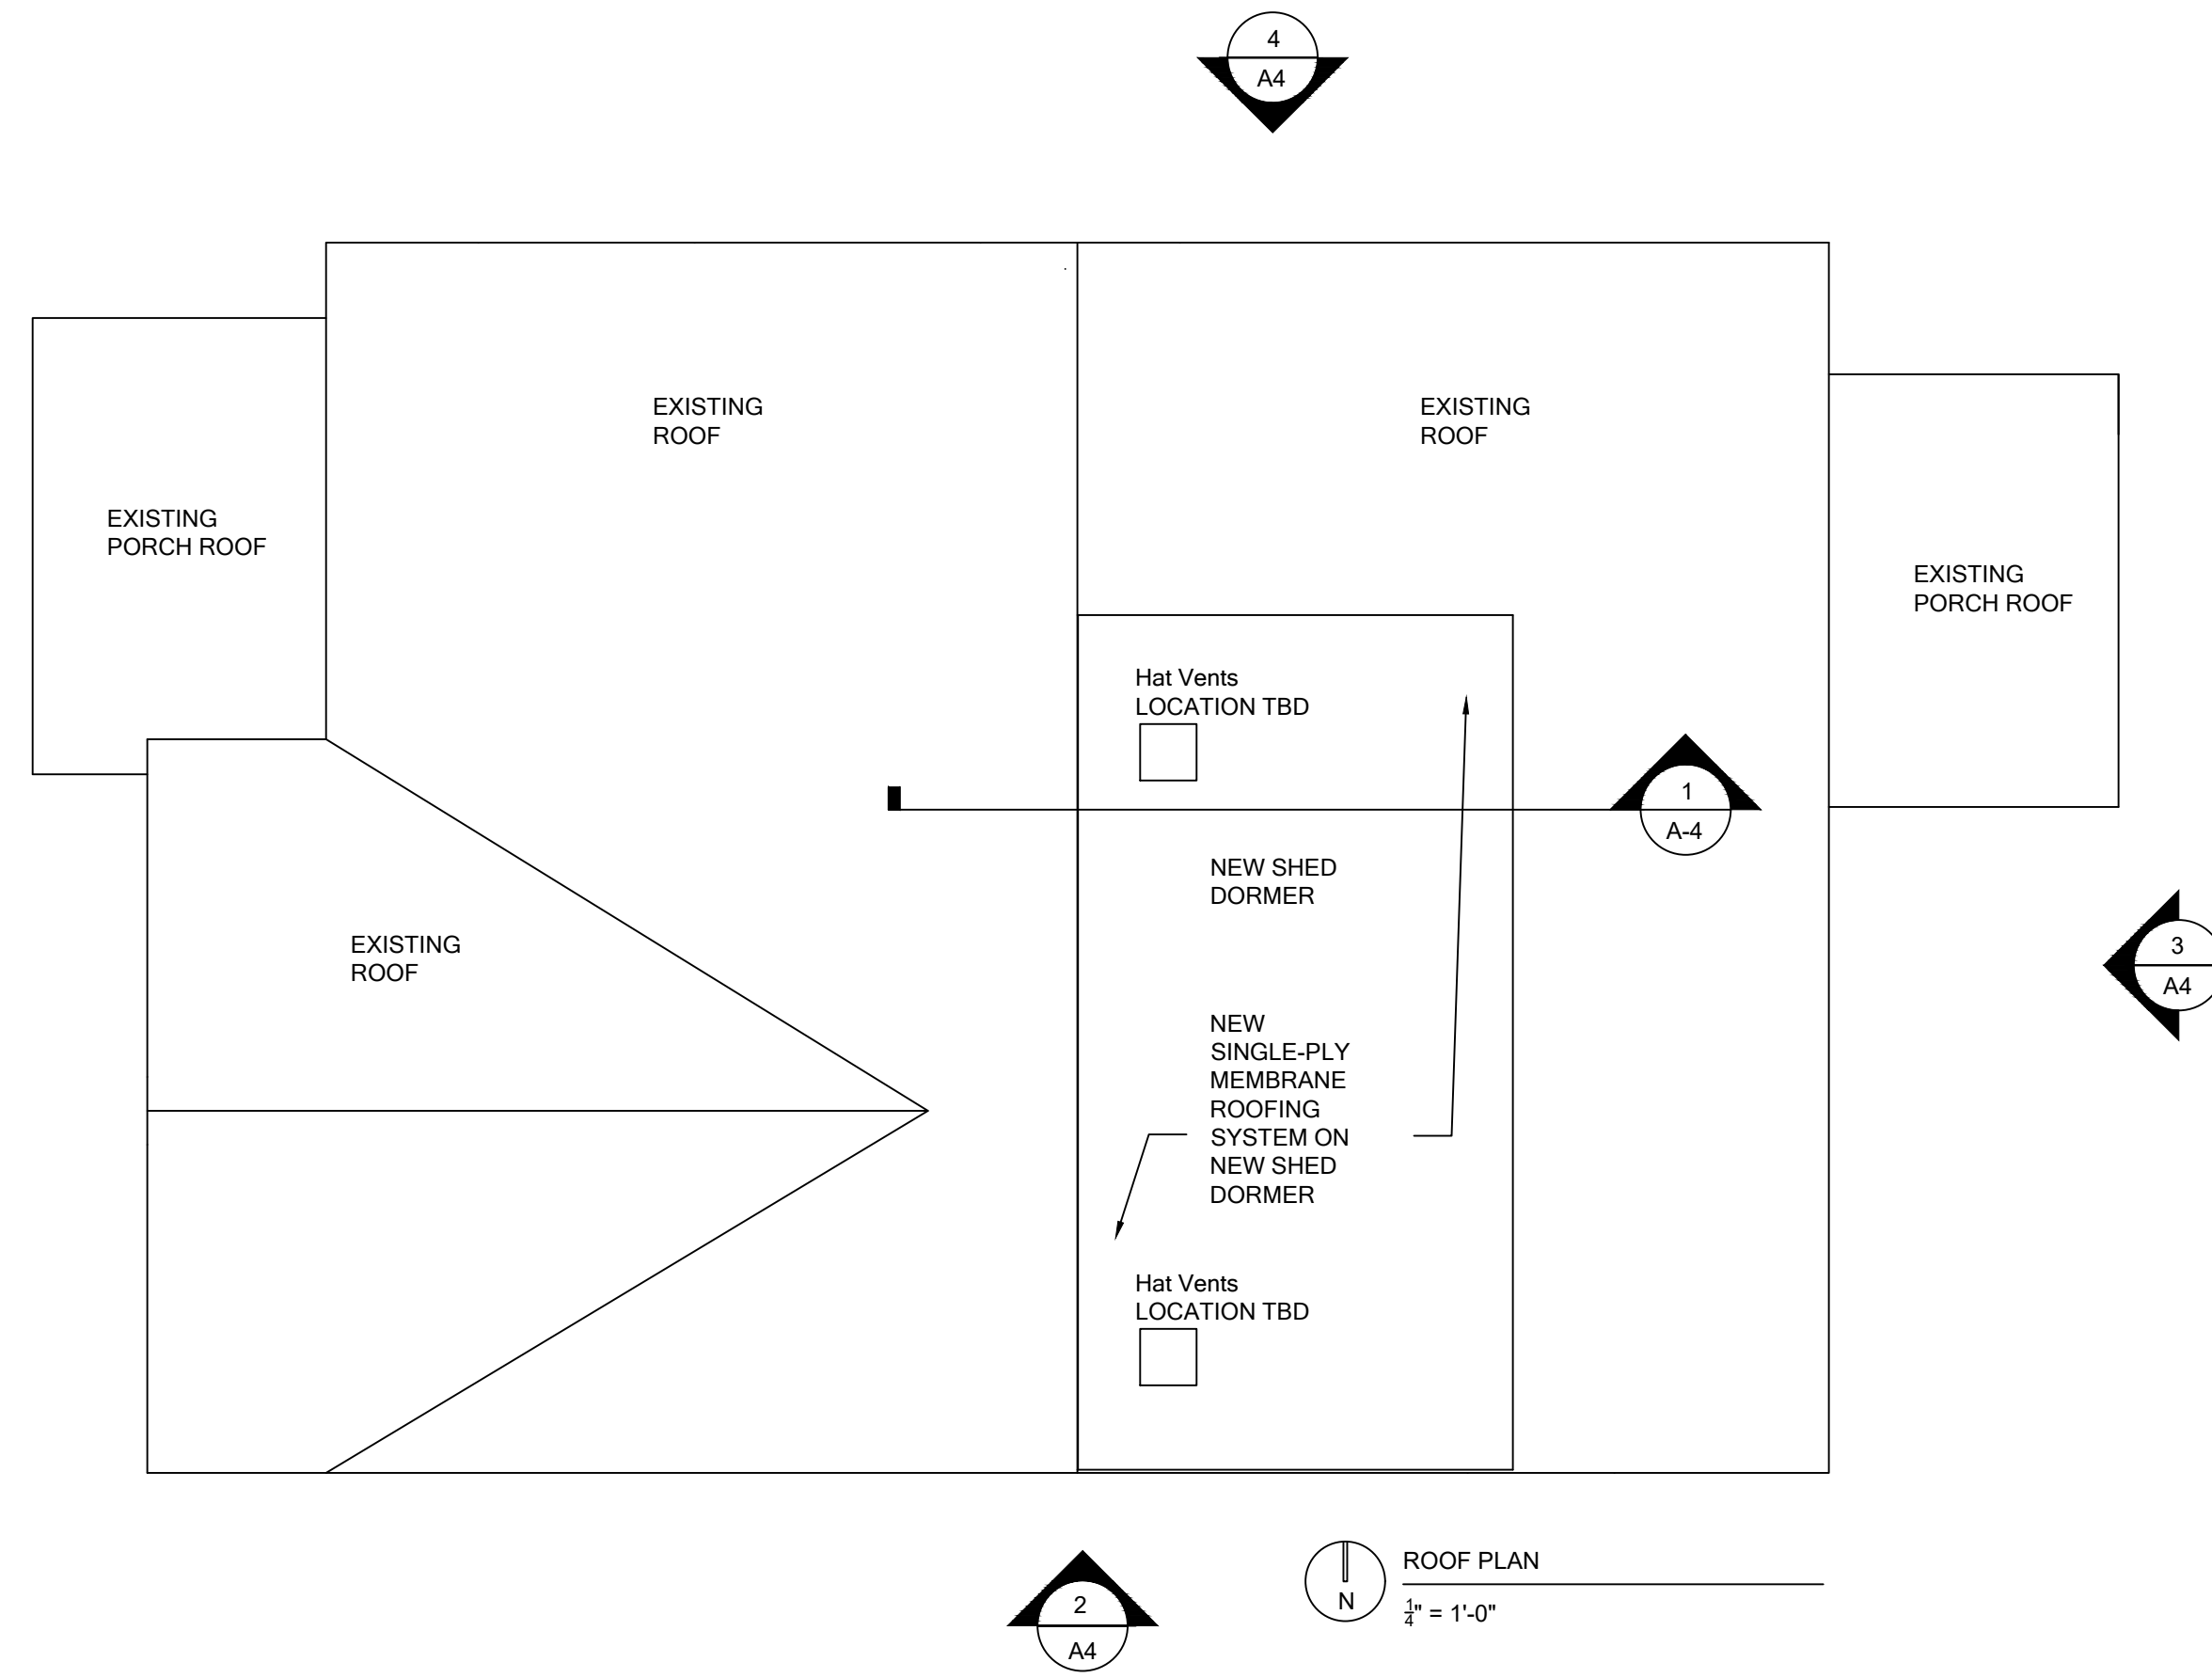 4
A4
EXISTING
ROOF
EXISTING
ROOF
EXISTING
PORCH ROOF
EXISTING
PORCH ROOF
Hat Vents
LOCATION TBD
1
A-4
NEW SHED
DORMER
EXISTING
ROOF
3
A4
NEW
SINGLE-PLY
MEMBRANE
ROOFING
SYSTEM ON
NEW SHED
DORMER
Hat Vents
LOCATION TBD
2
A4
N
ROOF PLAN
1/4" = 1'-0"